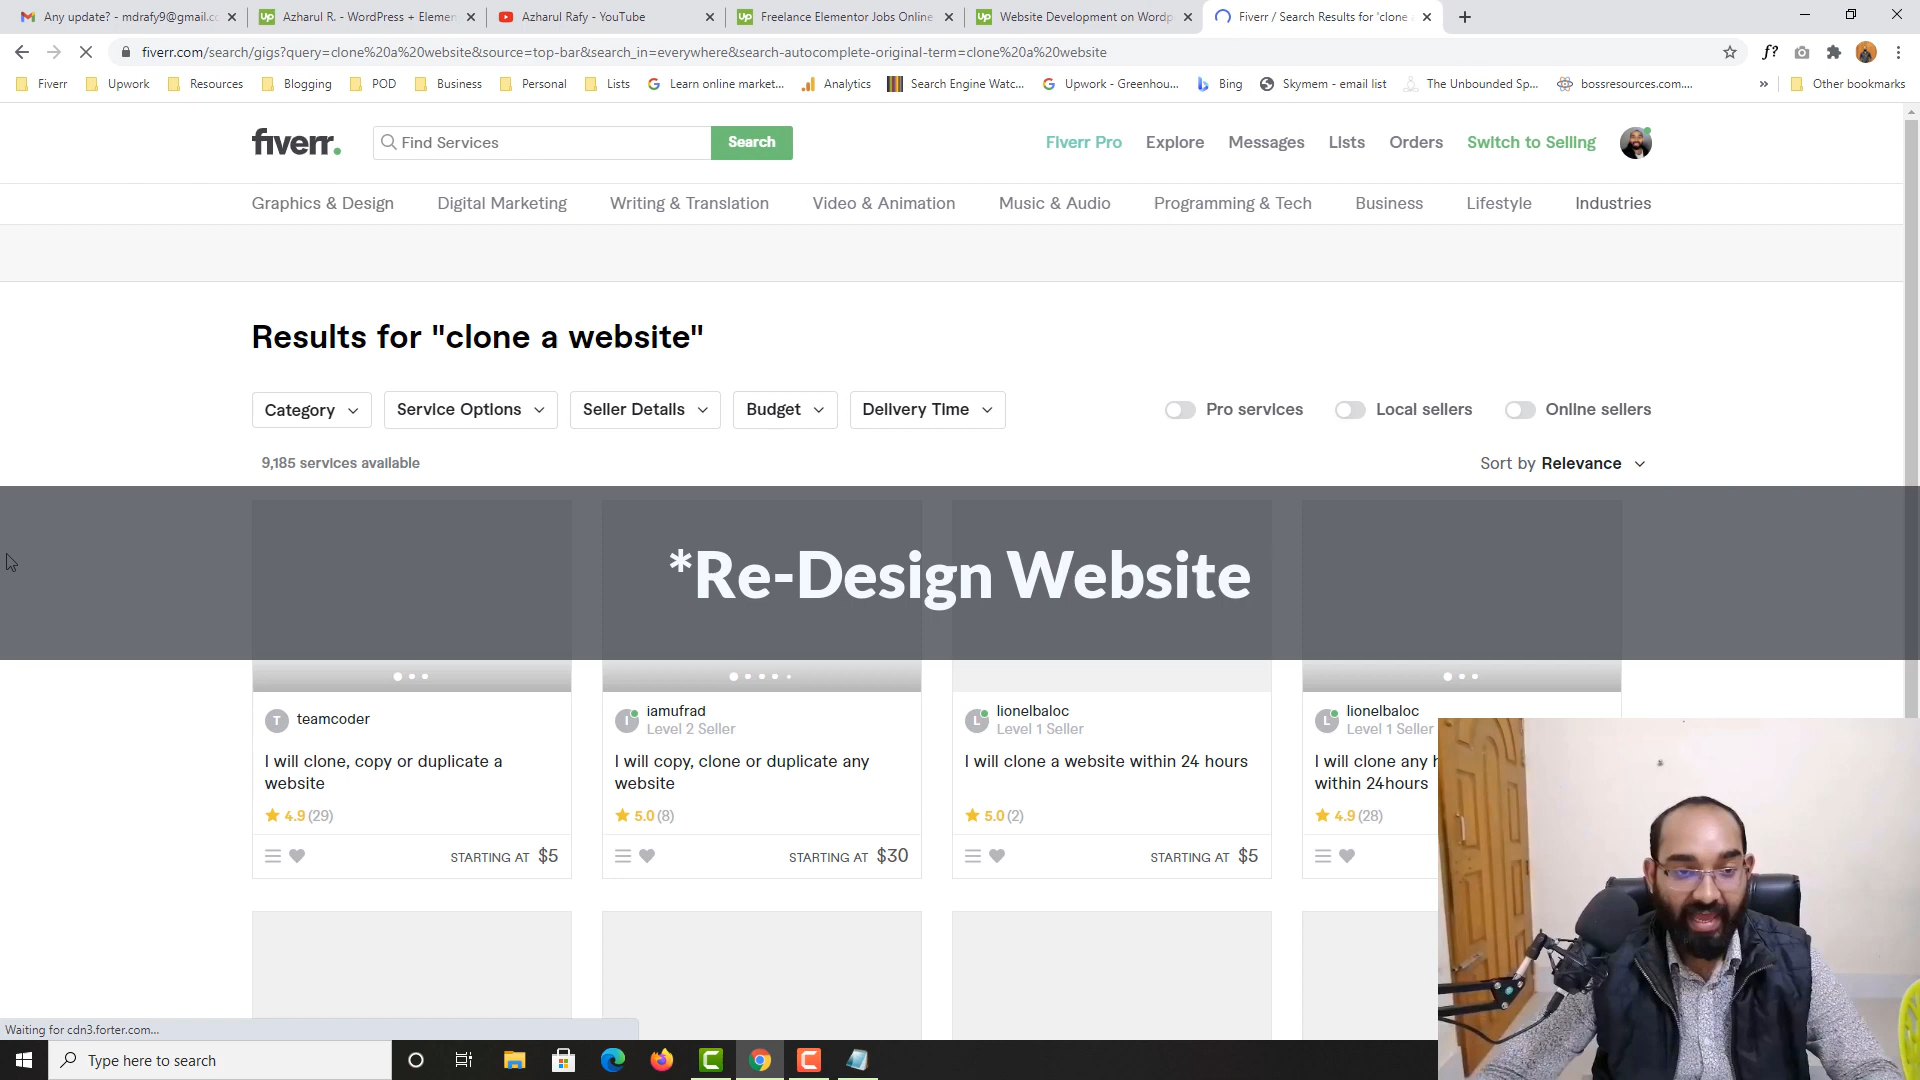 Any update? - mdrafy9@gmail.cc
Azharul R. - WordPress + Elemen
Azharul Rafy - YouTube
Freelance Elementor Jobs Online
Website Development on Wordp
Fiverr / Search Results for 'clone
fiverr.com/search/gigs?query=clone%20a%20website&source=top-bar&search_in=everywhere&search-autocomplete-original-term=clone%20a%20website
Fiverr
Upwork
Resources
Blogging
POD
Business
Personal
Lists
Learn online market...
Analytics
Search Engine Watc...
Upwork - Greenhou...
Bing
Skymem - email list
The Unbounded Sp...
bossresources.com....
Other bookmarks
fiverr.
Find Services
Search
Fiverr Pro
Explore
Messages
Lists
Orders
Switch to Selling
Graphics & Design
Digital Marketing
Writing & Translation
Video & Animation
Music & Audio
Programming & Tech
Business
Lifestyle
Industries
Results for "clone a website"
Category
Service Options
Seller Details
Budget
Delivery Time
Pro services
Local sellers
Online sellers
9,185 services available
Sort by Relevance
*Re-Design Website
T teamcoder
I will clone, copy or duplicate a
website
4.9 (29)
STARTING AT $5
I iamufrad
Level 2 Seller
I will copy, clone or duplicate any
website
5.0 (8)
STARTING AT $30
L lionelbaloc
Level 1 Seller
I will clone a website within 24 hours
5.0 (2)
STARTING AT $5
L lionelbaloc
Level 1 Seller
I will clone any
within 24hours
4.9 (28)
Waiting for cdn3.forter.com...
Type here to search